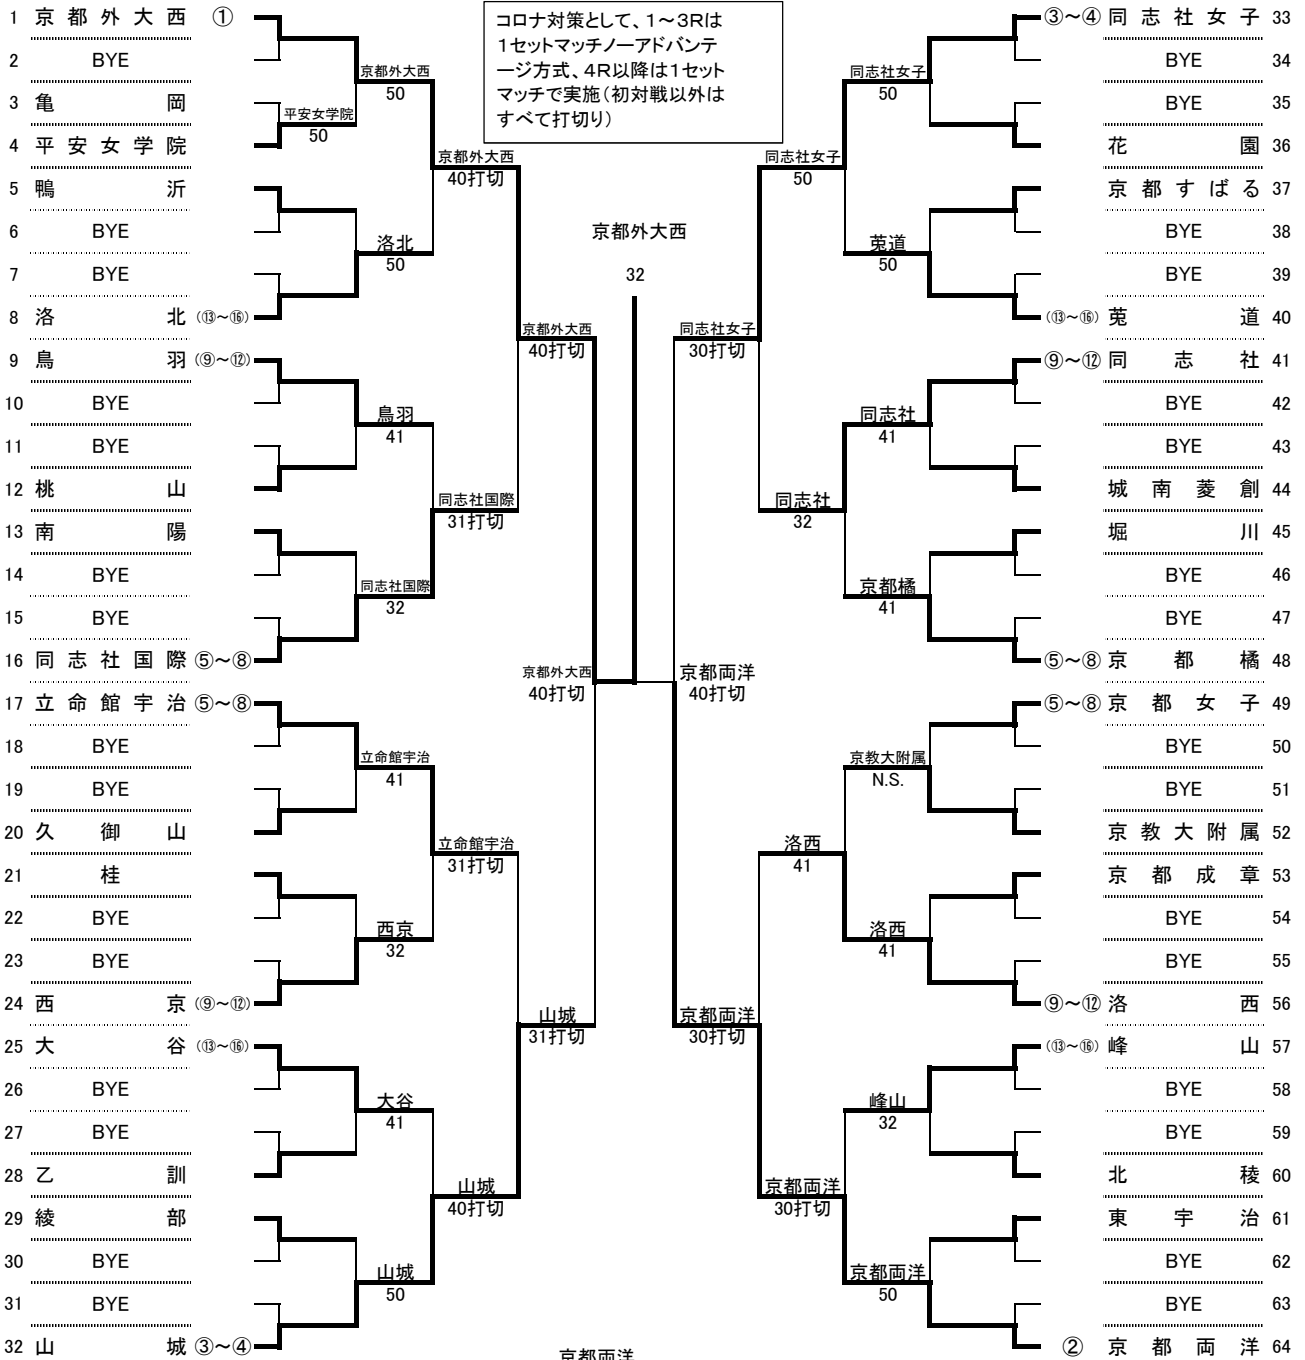 コロナ対策として、1～3Rは
1セットマッチノーアドバンテ
ージ方式、4R以降は1セット
マッチで実施(初対戦以外は
すべて打切り)
1 京都外大西 ①
2 BYE
3 亀岡
4 平安女学院
5 鴨沂
6 BYE
7 BYE
8 洛北 (⑬～⑯)
9 鳥羽 (⑨～⑫)
10 BYE
11 BYE
12 桃山
13 南陽
14 BYE
15 BYE
16 同志社国際 ⑤～⑧
17 立命館宇治 ⑤～⑧
18 BYE
19 BYE
20 久御山
21 桂
22 BYE
23 BYE
24 西京 (⑨～⑫)
25 大谷 (⑬～⑯)
26 BYE
27 BYE
28 乙訓
29 綾部
30 BYE
31 BYE
32 山城 ③～④
平安女学院
50
京都外大西
50
洛北
50
鳥羽
41
同志社国際
32
立命館宇治
41
西京
32
大谷
41
山城
50
京都外大西
40打切
同志社国際
31打切
立命館宇治
31打切
山城
40打切
京都外大西
40打切
山城
31打切
京都外大西
40打切
京都外大西
32
京都両洋
40打切
同志社女子
30打切
京都両洋
30打切
同志社女子
50
同志社
32
洛西
41
京都両洋
30打切
同志社女子
50
莵道
50
同志社
41
京都橘
41
京教大附属
N.S.
洛西
41
峰山
32
京都両洋
50
③～④ 同志社女子 33
BYE 34
BYE 35
花園 36
京都すばる 37
BYE 38
BYE 39
(⑬～⑯) 莵道 40
⑨～⑫ 同志社 41
BYE 42
BYE 43
城南菱創 44
堀川 45
BYE 46
BYE 47
⑤～⑧ 京都橘 48
⑤～⑧ 京都女子 49
BYE 50
BYE 51
京教大附属 52
京都成章 53
BYE 54
BYE 55
⑨～⑫ 洛西 56
(⑬～⑯) 峰山 57
BYE 58
BYE 59
北稜 60
東宇治 61
BYE 62
BYE 63
② 京都両洋 64
京都両洋